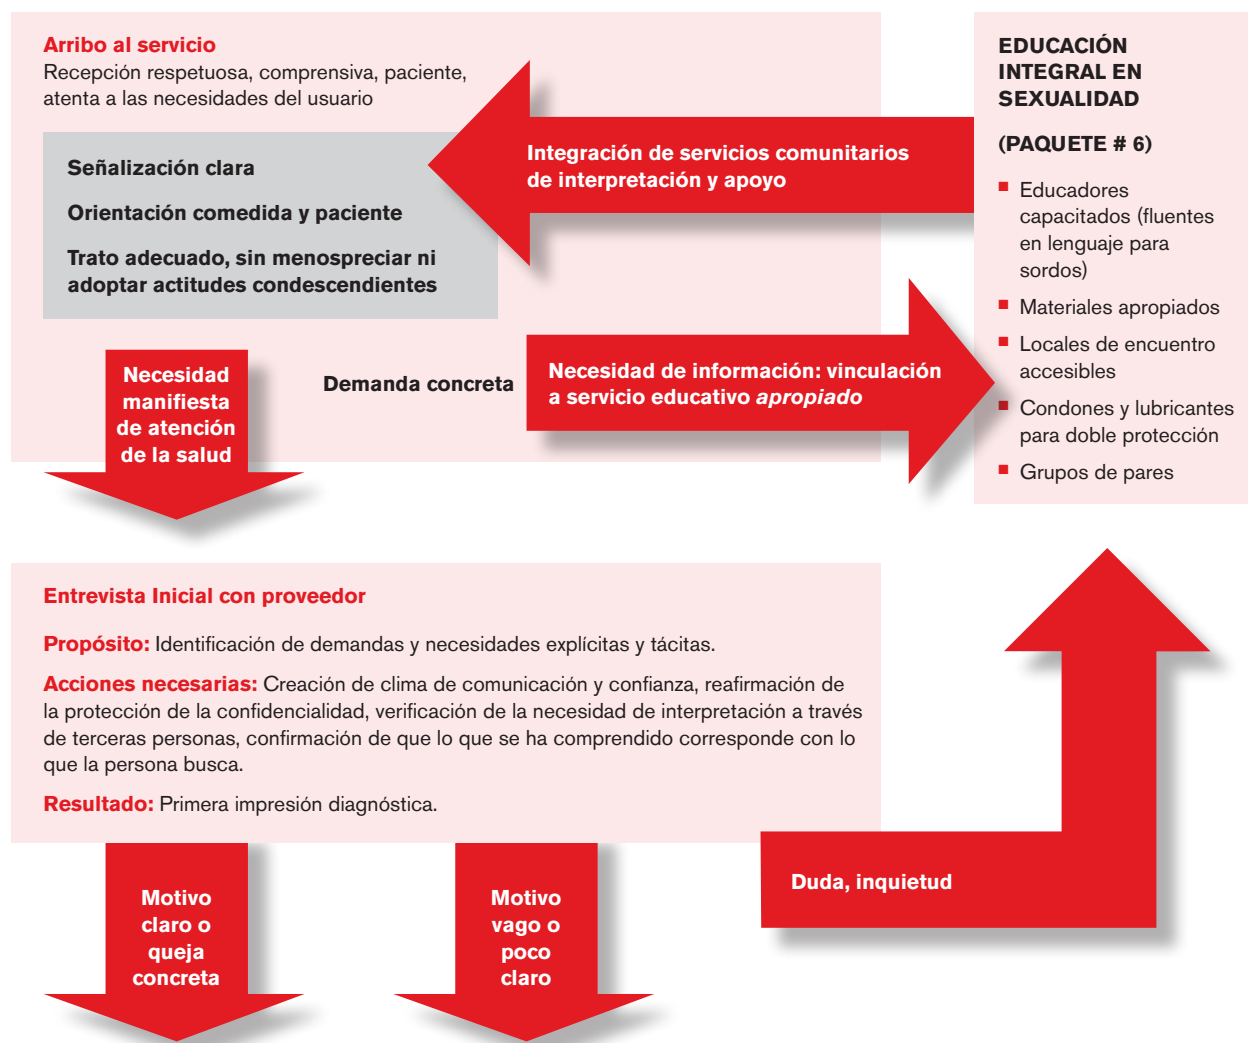 Arribo al servicio
Recepción respetuosa, comprensiva, paciente,
atenta a las necesidades del usuario
Señalización clara
Orientación comedida y paciente
Trato adecuado, sin menospreciar ni
adoptar actitudes condescendientes
Integración de servicios comunitarios
de interpretación y apoyo
Necesidad
manifiesta
de atención
de la salud
Demanda concreta
Necesidad de información: vinculación
a servicio educativo apropiado
EDUCACIÓN
INTEGRAL EN
SEXUALIDAD
(PAQUETE # 6)
■ Educadores
capacitados (fluentes
en lenguaje para
sordos)
■ Materiales apropiados
■ Locales de encuentro
accesibles
■ Condones y lubricantes
para doble protección
■ Grupos de pares
Entrevista Inicial con proveedor
Propósito: Identificación de demandas y necesidades explícitas y tácitas.
Acciones necesarias: Creación de clima de comunicación y confianza, reafirmación de
la protección de la confidencialidad, verificación de la necesidad de interpretación a través
de terceras personas, confirmación de que lo que se ha comprendido corresponde con lo
que la persona busca.
Resultado: Primera impresión diagnóstica.
Motivo
claro o
queja
concreta
Motivo
vago o
poco
claro
Duda, inquietud